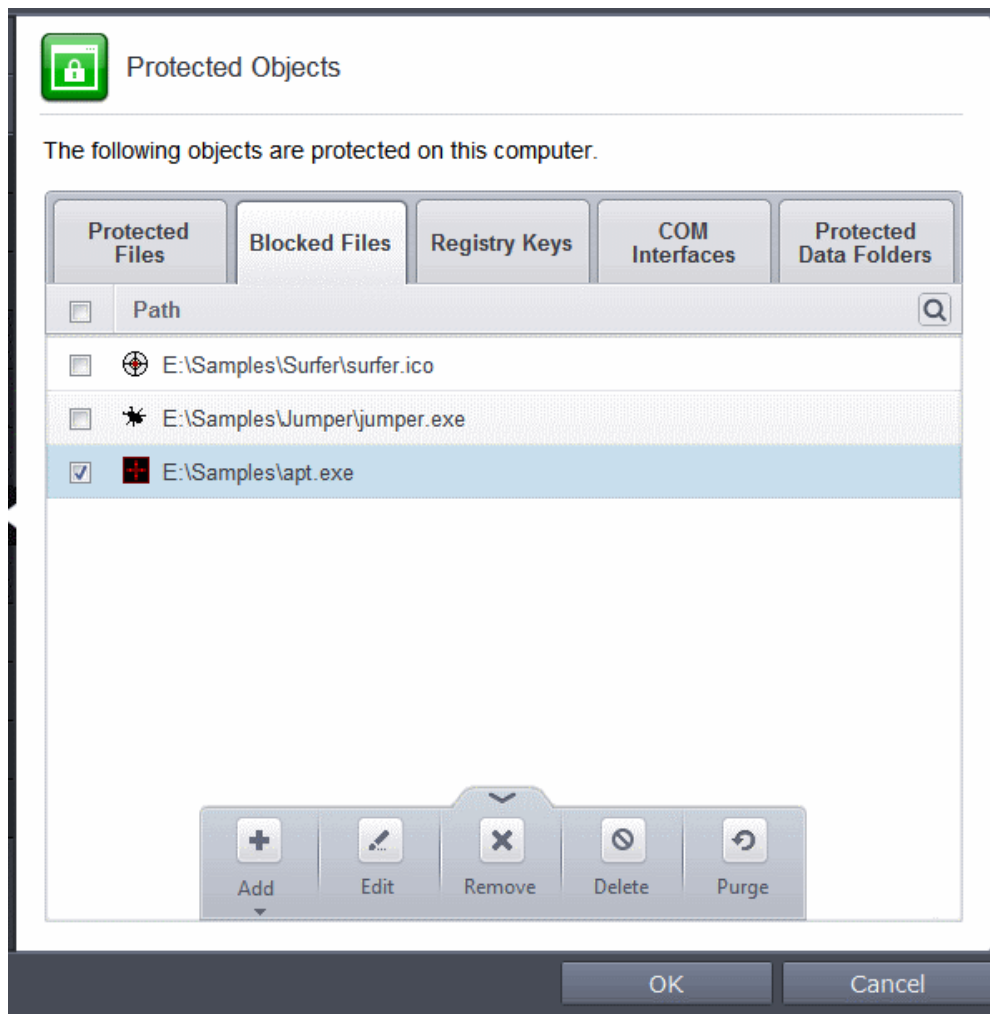 Protected Objects
The following objects are protected on this computer.
Protected Files
Blocked Files
Registry Keys
COM Interfaces
Protected Data Folders
Path
E:\Samples\Surfer\surfer.ico
E:\Samples\Jumper\jumper.exe
E:\Samples\apt.exe
Add
Edit
Remove
Delete
Purge
OK
Cancel